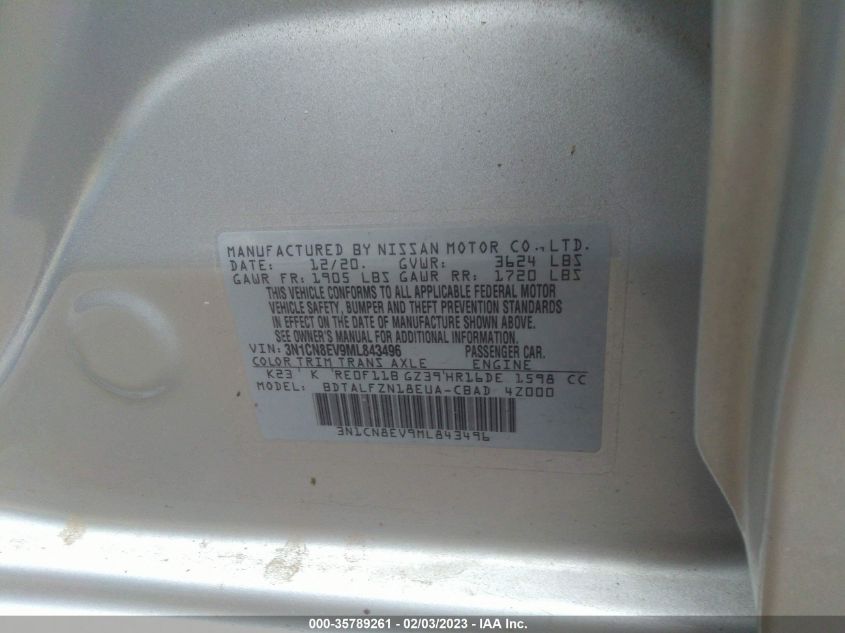 MANUFACTURED BY NISSAN MOTOR CO.,LTD.
DATE: 12/20. GVWR: 3624 LBS
GAWR FR: 1905 LBS GAWR RR: 1720 LBS
THIS VEHICLE CONFORMS TO ALL APPLICABLE FEDERAL MOTOR
VEHICLE SAFETY, BUMPER AND THEFT PREVENTION STANDARDS
IN EFFECT ON THE DATE OF MANUFACTURE SHOWN ABOVE.
SEE OWNER'S MANUAL FOR ADDITIONAL INFORMATION.
VIN: 3N1CN8EV9ML843496 PASSENGER CAR.
COLOR TRIM TRANS AXLE ENGINE
K23 K RE0F11B GZ39 HR16DE 1598 CC
MODEL: BDTALFZN18EUA-CBAD 4Z000
3N1CN8EV9ML843496
000-35789261 - 02/03/2023 - IAA Inc.